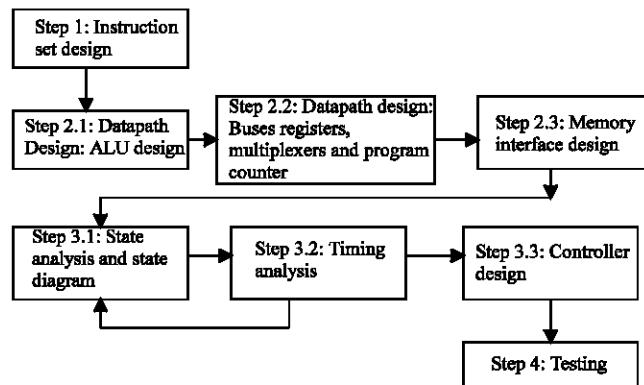 Step 1: Instruction
set design
Step 2.1: Datapath
Design: ALU design
Step 2.2: Datapath design:
Buses registers,
multiplexers and program
counter
Step 2.3: Memory
interface design
Step 3.1: State
analysis and state
diagram
Step 3.2: Timing
analysis
Step 3.3: Controller
design
Step 4: Testing